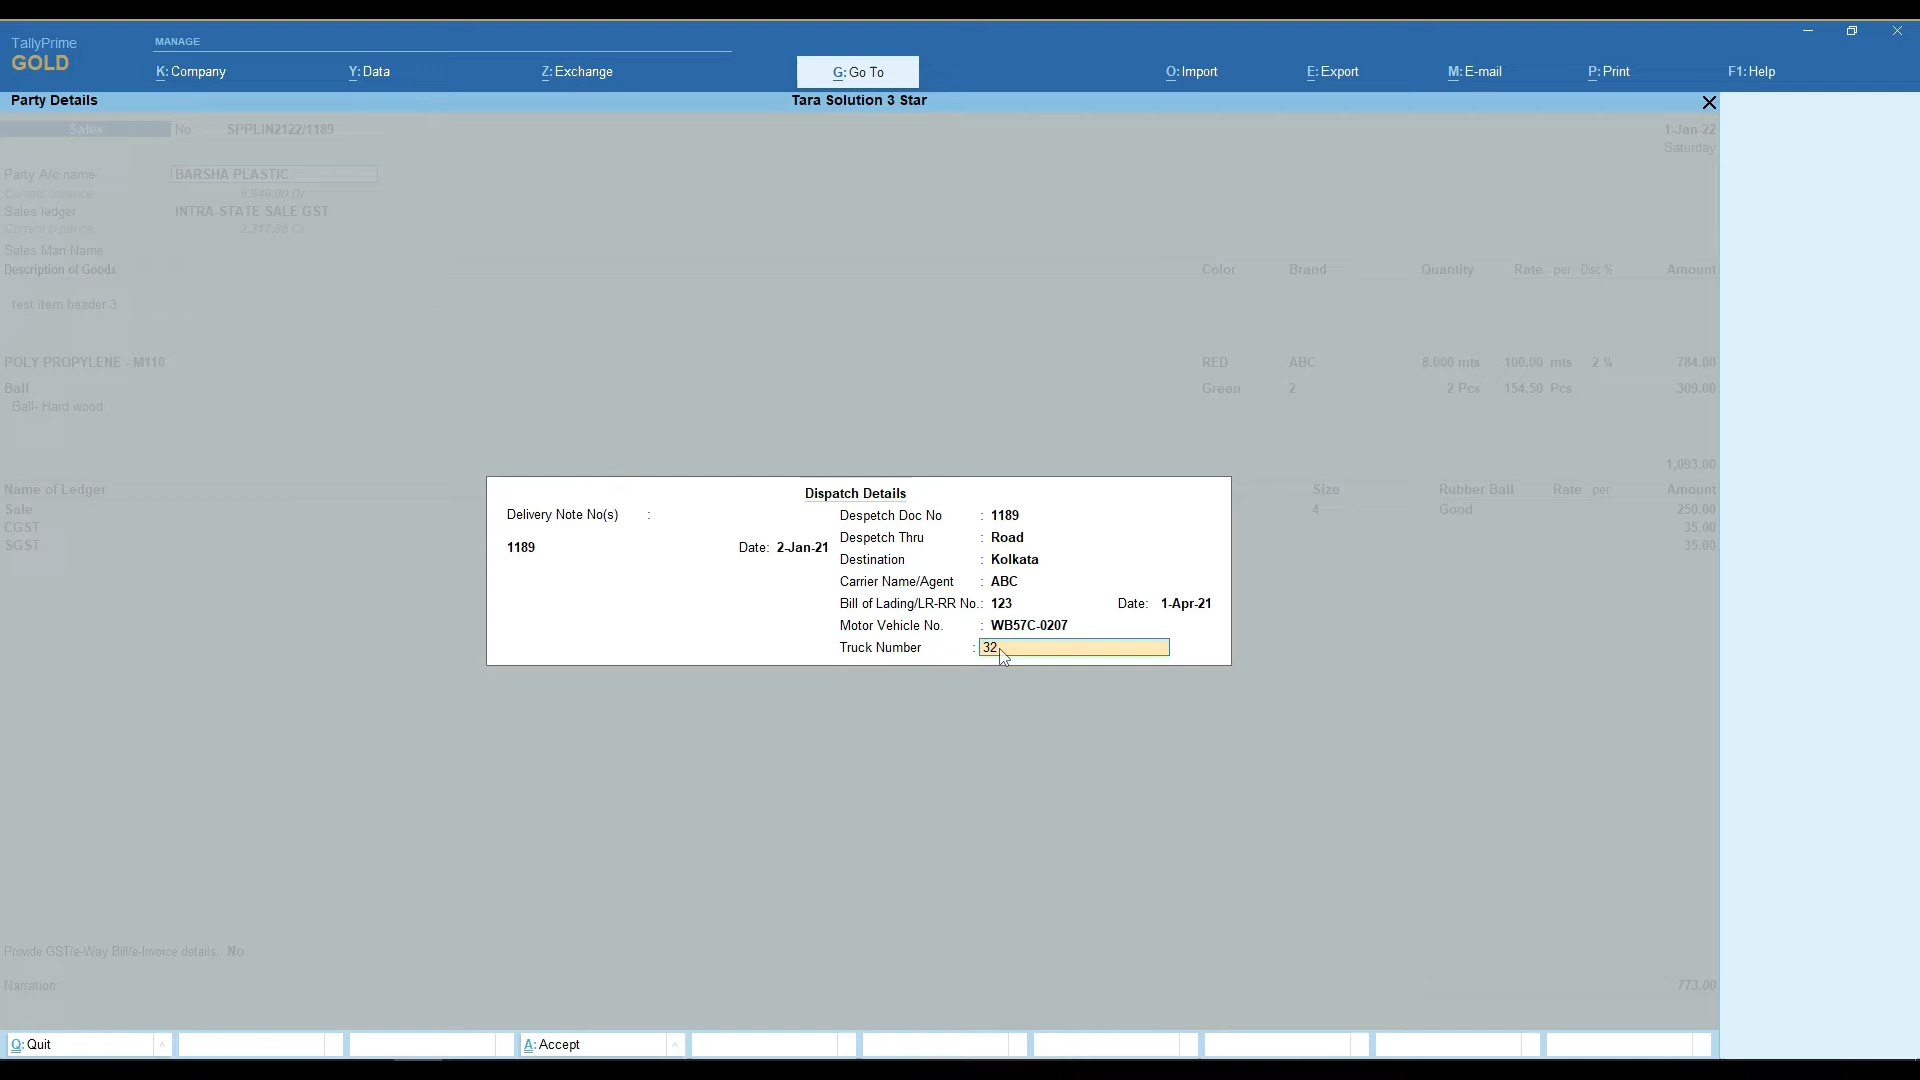 TallyPrime
GOLD
MANAGE
K: Company Y: Data Z: Exchange G: Go To O: Import E: Export M: E-mail P: Print F1: Help
Party Details Tara Solution 3 Star
Sales No. SPPLIN2122/1189 1-Jan-22
Saturday
Party A/c name BARSHA PLASTIC
Current balance 6,846.00 Dr
Sales ledger INTRA-STATE SALE GST
Current balance 2,317.88 Cr
Sales Man Name
Description of Goods Color Brand Quantity Rate per Disc % Amount
test item header 3
POLY PROPYLENE - M110 RED ABC 8.000 mts 100.00 mts 2 % 784.00
Ball Green 2 2 Pcs 154.50 Pcs 309.00
Ball- Hard wood
1,093.00
Name of Ledger Size Rubber Ball Rate per Amount
Sale 4 Good 250.00
CGST 35.00
SGST 35.00
Dispatch Details
Delivery Note No(s) :
1189 Date: 2-Jan-21
Despetch Doc No : 1189
Despetch Thru : Road
Destination : Kolkata
Carrier Name/Agent : ABC
Bill of Lading/LR-RR No.: 123 Date: 1-Apr-21
Motor Vehicle No. : WB57C-0207
Truck Number : 32
Provide GST/e-Way Bill/e-Invoice details. No
Narration 773.00
Q: Quit A: Accept